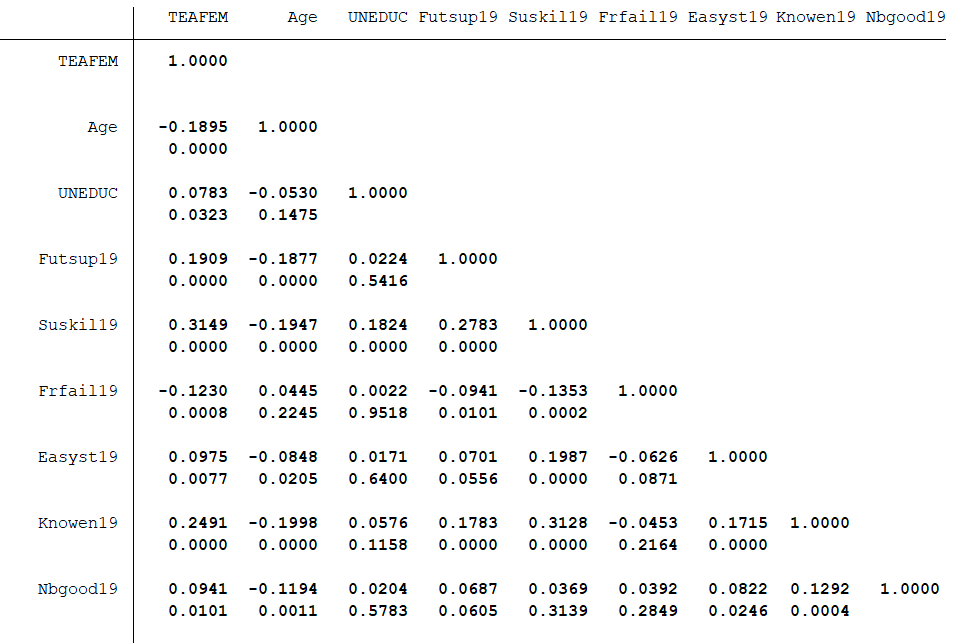 TEAFEM Age UNEDUC Futsup19 Suskil19 Frfail19 Easyst19 Knowen19 Nbgood19
TEAFEM 1.0000
Age -0.1895 1.0000
0.0000
UNEDUC 0.0783 -0.0530 1.0000
0.0323 0.1475
Futsup19 0.1909 -0.1877 0.0224 1.0000
0.0000 0.0000 0.5416
Suskil19 0.3149 -0.1947 0.1824 0.2783 1.0000
0.0000 0.0000 0.0000 0.0000
Frfail19 -0.1230 0.0445 0.0022 -0.0941 -0.1353 1.0000
0.0008 0.2245 0.9518 0.0101 0.0002
Easyst19 0.0975 -0.0848 0.0171 0.0701 0.1987 -0.0626 1.0000
0.0077 0.0205 0.6400 0.0556 0.0000 0.0871
Knowen19 0.2491 -0.1998 0.0576 0.1783 0.3128 -0.0453 0.1715 1.0000
0.0000 0.0000 0.1158 0.0000 0.0000 0.2164 0.0000
Nbgood19 0.0941 -0.1194 0.0204 0.0687 0.0369 0.0392 0.0822 0.1292 1.0000
0.0101 0.0011 0.5783 0.0605 0.3139 0.2849 0.0246 0.0004